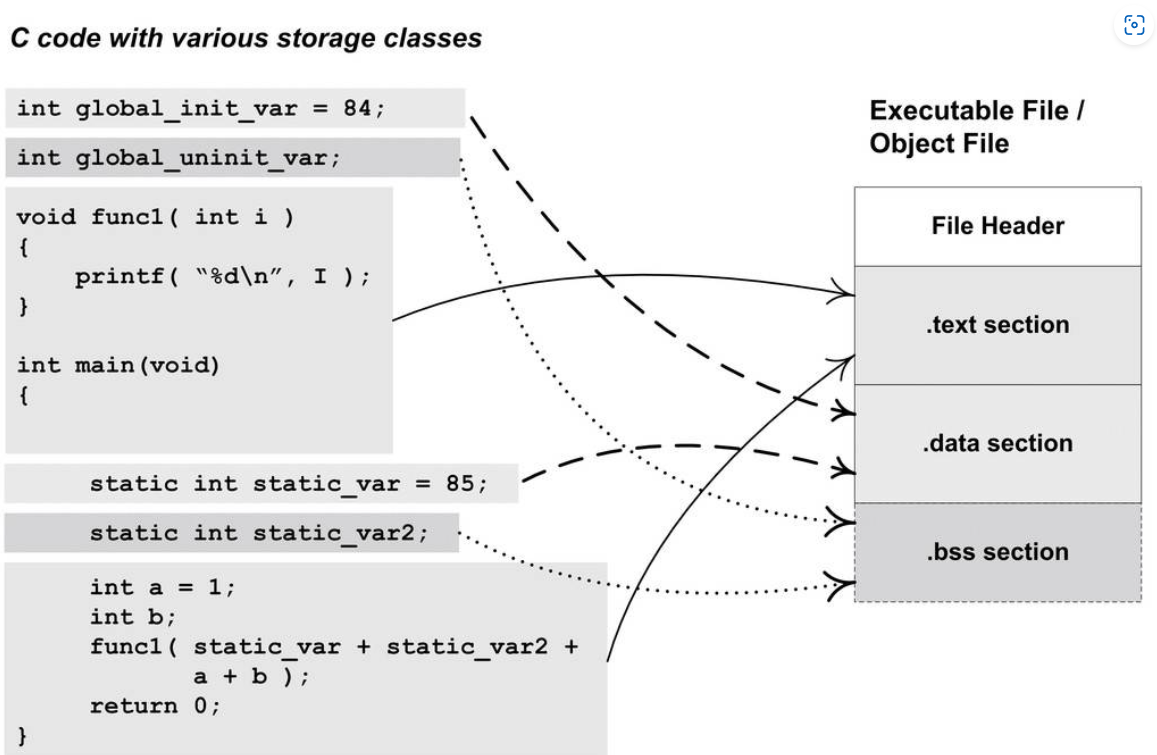 C code with various storage classes
int global_init_var = 84;
int global_uninit_var;
void func1( int i )
{
printf( “%d\n”, I );
}
int main(void)
{
static int static_var = 85;
static int static_var2;
int a = 1;
int b;
func1( static_var + static_var2 +
a + b );
return 0;
}
Executable File /
Object File
File Header
.text section
.data section
.bss section